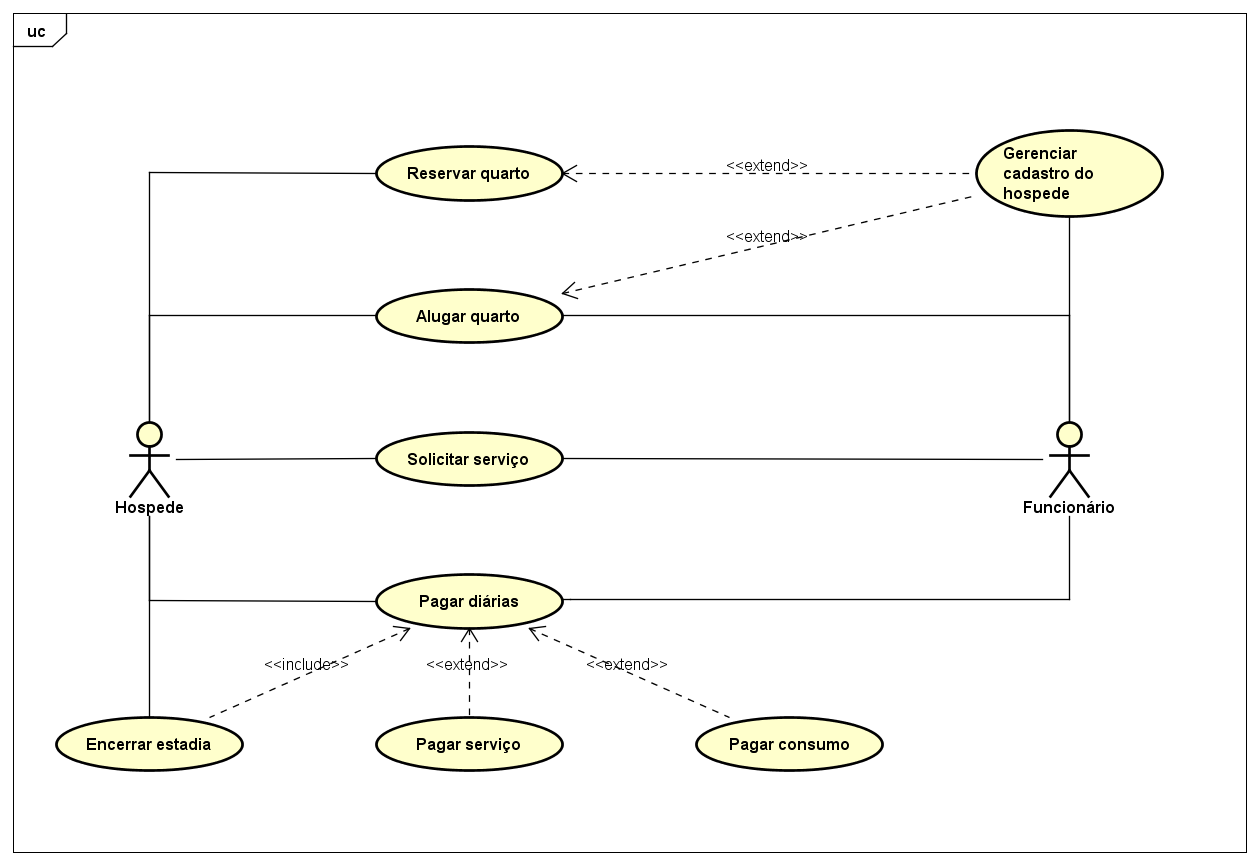 uc
Reservar quarto
<<extend>>
Gerenciar
cadastro do
hospede
<<extend>>
Alugar quarto
Solicitar serviço
Hospede
Funcionário
Pagar diárias
<<include>>
<<extend>>
<<extend>>
Encerrar estadia
Pagar serviço
Pagar consumo